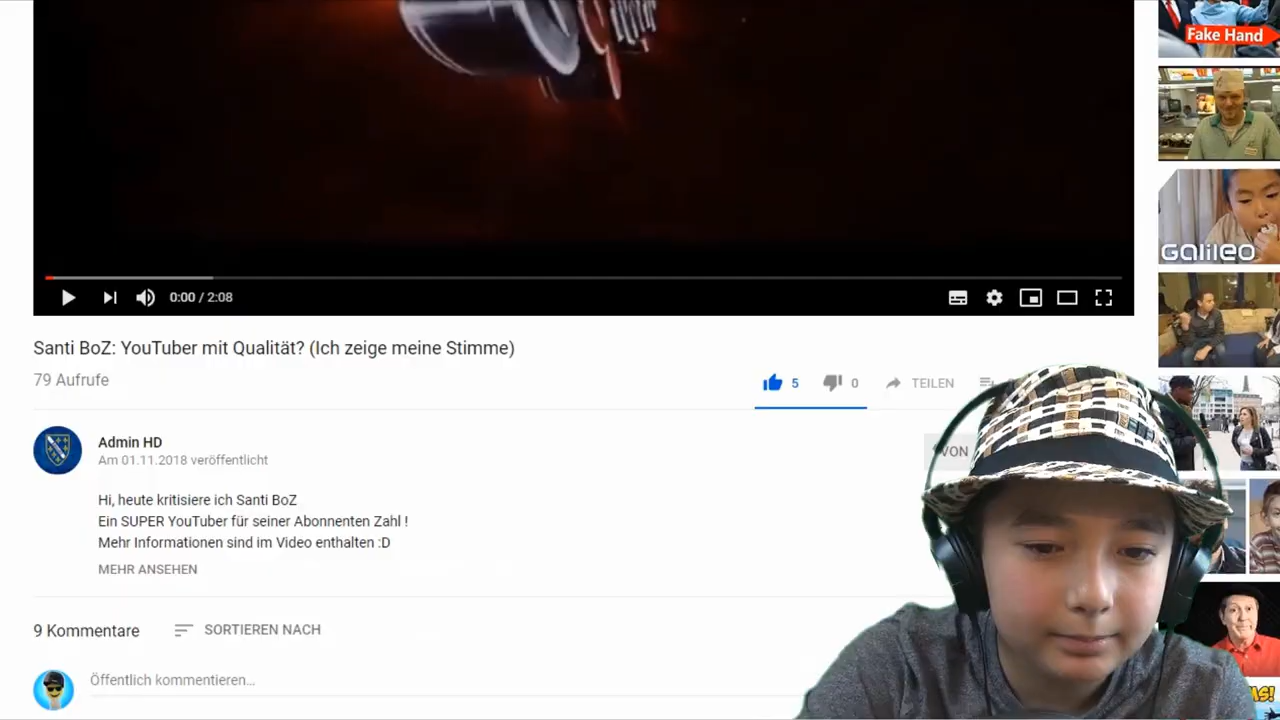 Fake Hand
GALILEO
0:00 / 2:08
Santi BoZ: YouTuber mit Qualität? (Ich zeige meine Stimme)
79 Aufrufe
5
0
TEILEN
Admin HD
Am 01.11.2018 veröffentlicht
VON
Hi, heute kritisiere ich Santi BoZ
Ein SUPER YouTuber für seiner Abonnenten Zahl !
Mehr Informationen sind im Video enthalten :D
MEHR ANSEHEN
9 Kommentare
SORTIEREN NACH
Öffentlich kommentieren...